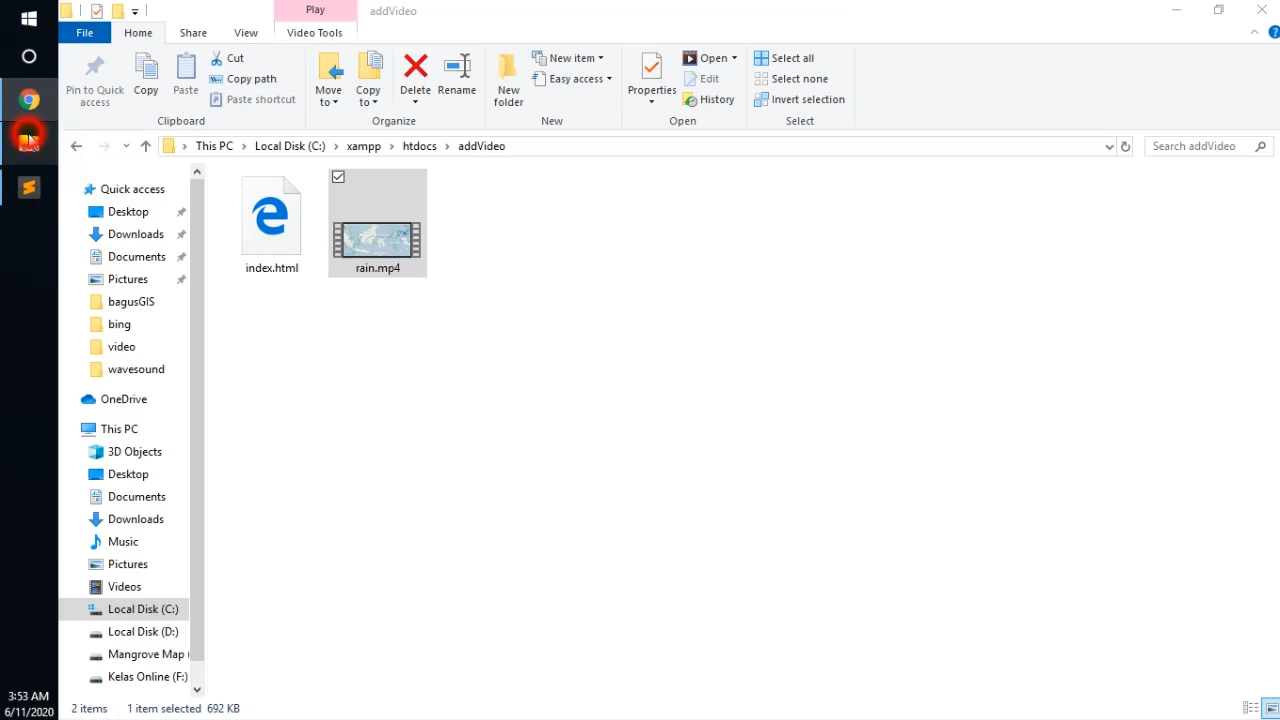 Play
addVideo
File
Home
Share
View
Video Tools
Pin to Quick access
Copy
Paste
Cut
Copy path
Paste shortcut
Clipboard
Move to
Copy to
Delete
Rename
Organize
New folder
New item
Easy access
New
Properties
Open
Edit
History
Open
Select all
Select none
Invert selection
Select
This PC > Local Disk (C:) > xampp > htdocs > addVideo
Search addVideo
Quick access
Desktop
Downloads
Documents
Pictures
bagusGIS
bing
video
wavesound
OneDrive
This PC
3D Objects
Desktop
Documents
Downloads
Music
Pictures
Videos
Local Disk (C:)
Local Disk (D:)
Mangrove Map (
Kelas Online (F:)
index.html
rain.mp4
2 items
1 item selected 692 KB
3:53 AM
6/11/2020